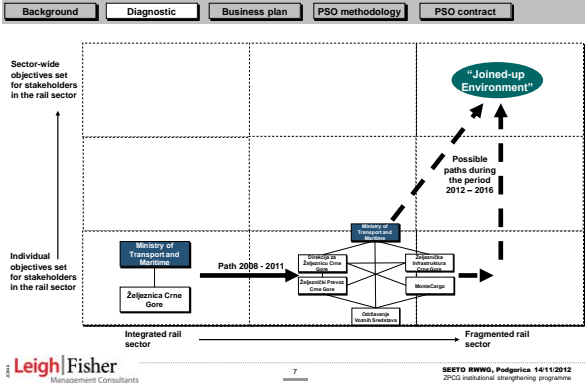 Background
Diagnostic
Business plan
PSO methodology
PSO contract
Sector-wide
objectives set
for stakeholders
in the rail sector
"Joined-up
Environment"
Possible
paths during
the period
2012 – 2016
Individual
objectives set
for stakeholders
in the rail sector
Ministry of
Transport and
Maritime
Željeznica Crne
Gore
Path 2008 - 2011
Ministry of
Transport and
Maritime
Direkcija za
Željeznicu Crne
Gore
Željeznička
Infrastruktura
Crne Gore
Željeznički Prevoz
Crne Gore
MonteCargo
Održavanje
Voznih Sredstava
Integrated rail
sector
Fragmented rail
sector
Leigh|Fisher
Management Consultants
7
SEETO RWWG, Podgorica 14/11/2012
ZPCG institutional strengthening programme